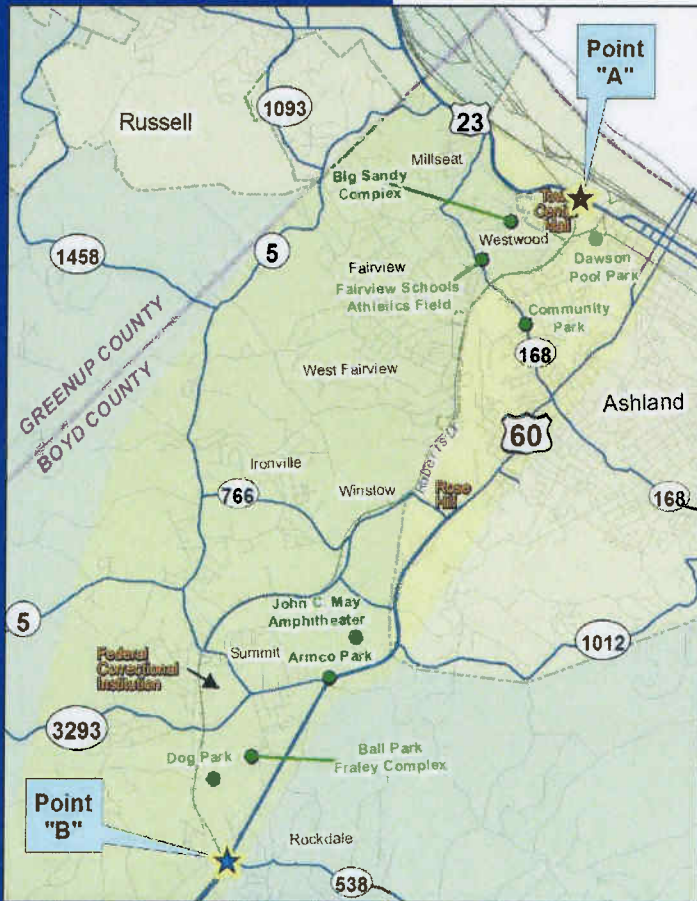 Point
"A"
23
1093
Russell
Millseat
Big Sandy
Complex
Westwood
5
1458
Fairview
Dawson
Pool Park
Fairview Schools
Athletics Field
Community
Park
168
GREENUP COUNTY
BOYD COUNTY
West Fairview
Ashland
60
Ironville
766
Winslow
Rose
Hill
168
John C. May
Amphitheater
5
Summit
Armco Park
1012
Federal
Correctional
Institution
3293
Dog Park
Ball Park
Fraley Complex
Point
"B"
Rockdale
538